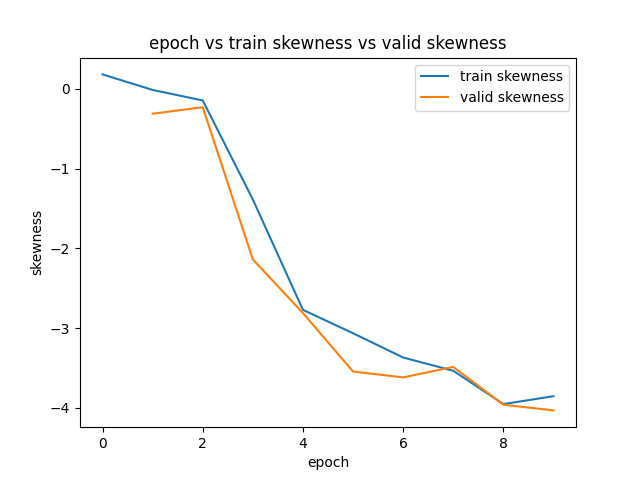 epoch vs train skewness vs valid skewness
train skewness
valid skewness
0
−1
−2
−3
−4
skewness
0 2 4 6 8
epoch